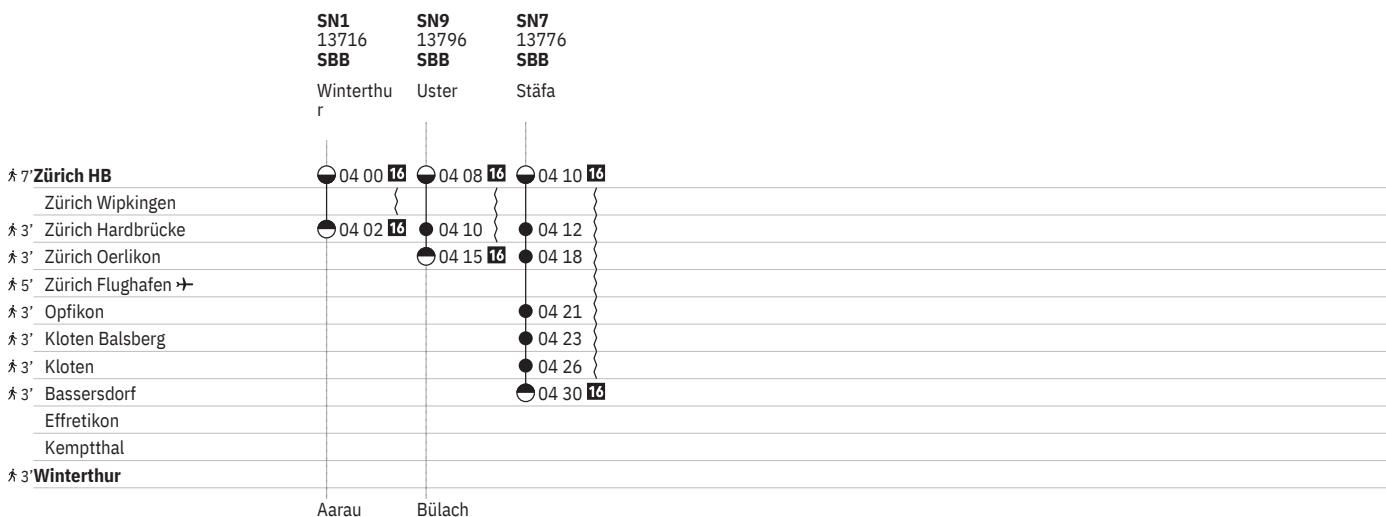 SN1 SN9 SN7
13716 13796 13776
SBB SBB SBB
Winterthu Uster Stäfa
r
7’ Zürich HB 04 00 16 04 08 16 04 10 16
Zürich Wipkingen
3’ Zürich Hardbrücke 04 02 16 04 10 04 12
3’ Zürich Oerlikon 04 15 16 04 18
5’ Zürich Flughafen
3’ Opfikon 04 21
3’ Kloten Balsberg 04 23
3’ Kloten 04 26
3’ Bassersdorf 04 30 16
Effretikon
Kemptthal
3’ Winterthur
Aarau Bülach